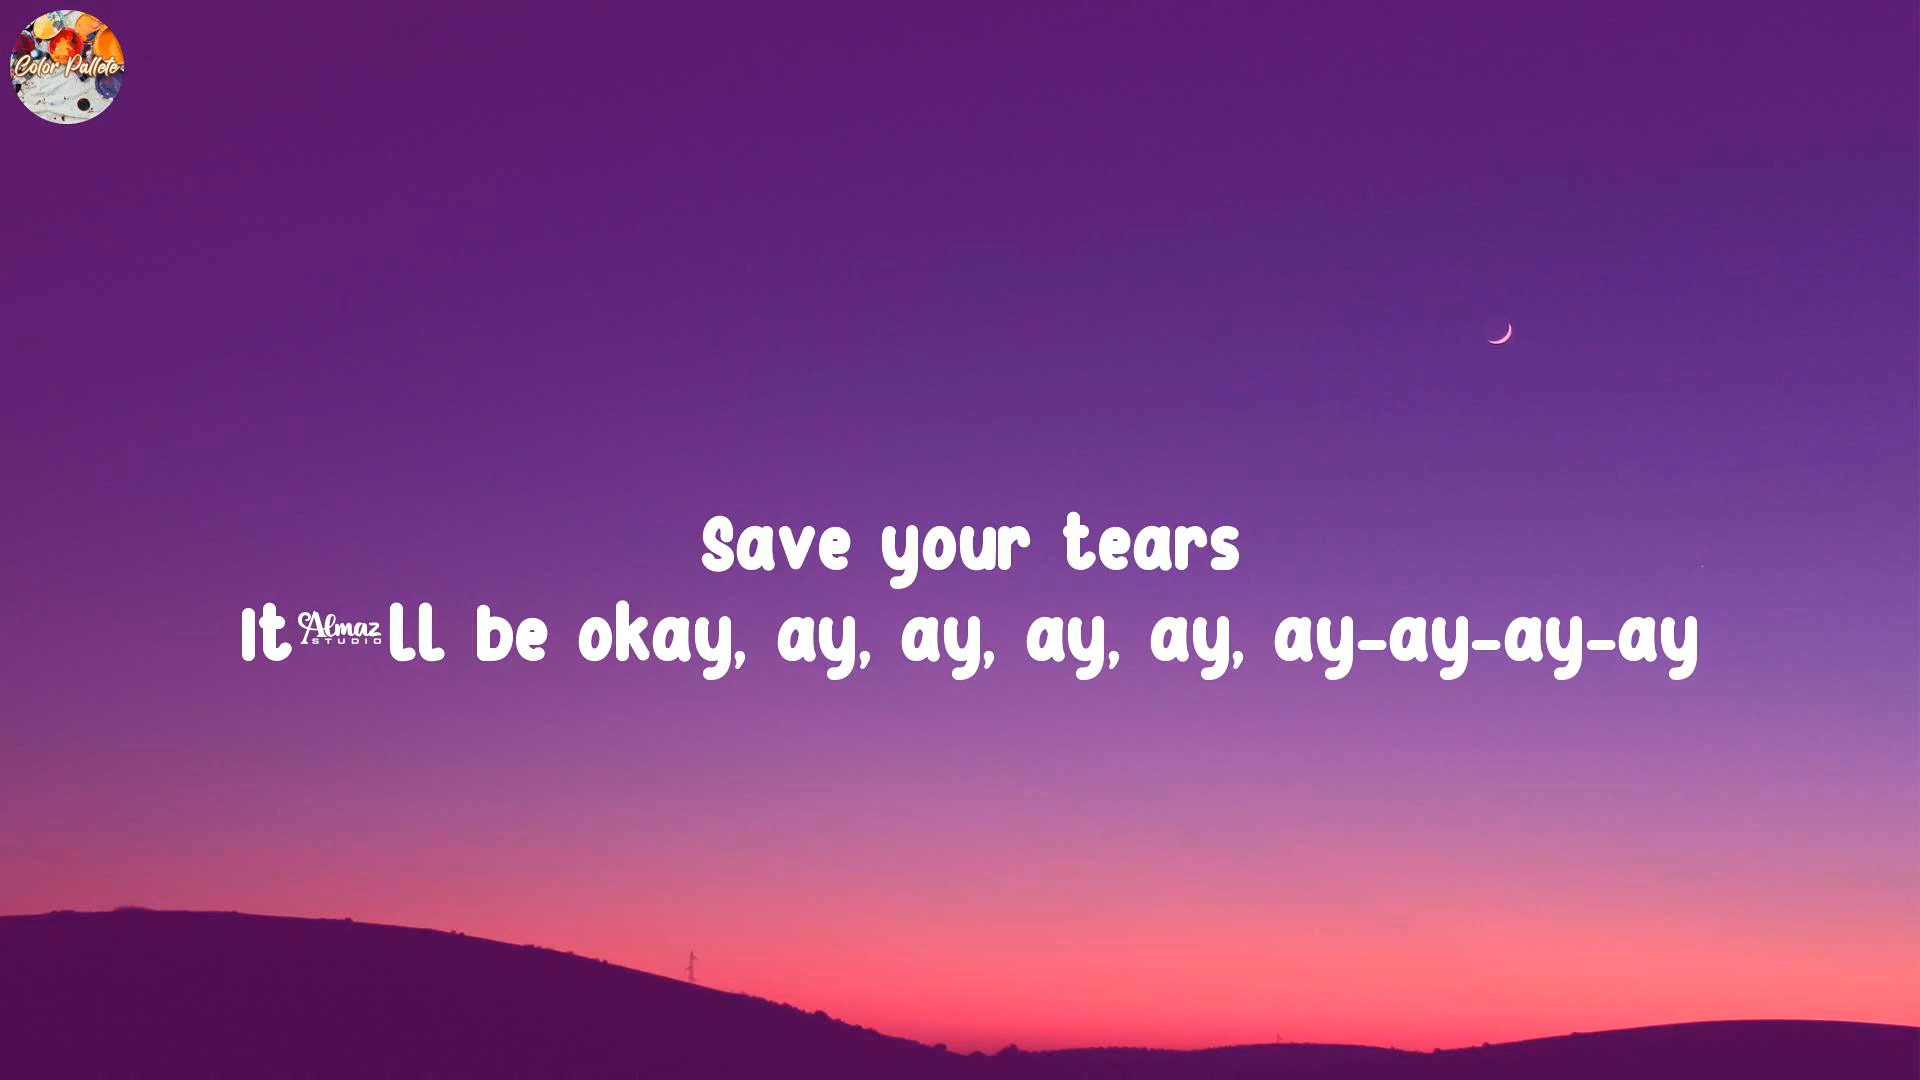 Color Pallete
Save your tears
It Almaz STUDIO ll be okay, ay, ay, ay, ay, ay-ay-ay-ay